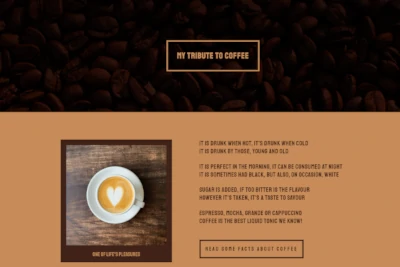 MY TRIBUTE TO COFFEE
IT IS DRUNK WHEN HOT, IT'S DRUNK WHEN COLD
IT IS DRUNK BY THOSE, YOUNG AND OLD
IT IS PERFECT IN THE MORNING, IT CAN BE CONSUMED AT NIGHT
IT IS SOMETIMES HAD BLACK, BUT ALSO, ON OCCASION, WHITE
SUGAR IS ADDED, IF TOO BITTER IN THE FLAVOUR
HOWEVER IT'S TAKEN, IT'S A TASTE TO SAVOUR
ESPRESSO, MOCHA, GRANDE OR CAPPUCCINO
COFFEE IS THE BEST LIQUID TONIC WE KNOW!
ONE OF LIFE'S PLEASURES
READ SOME FACTS ABOUT COFFEE